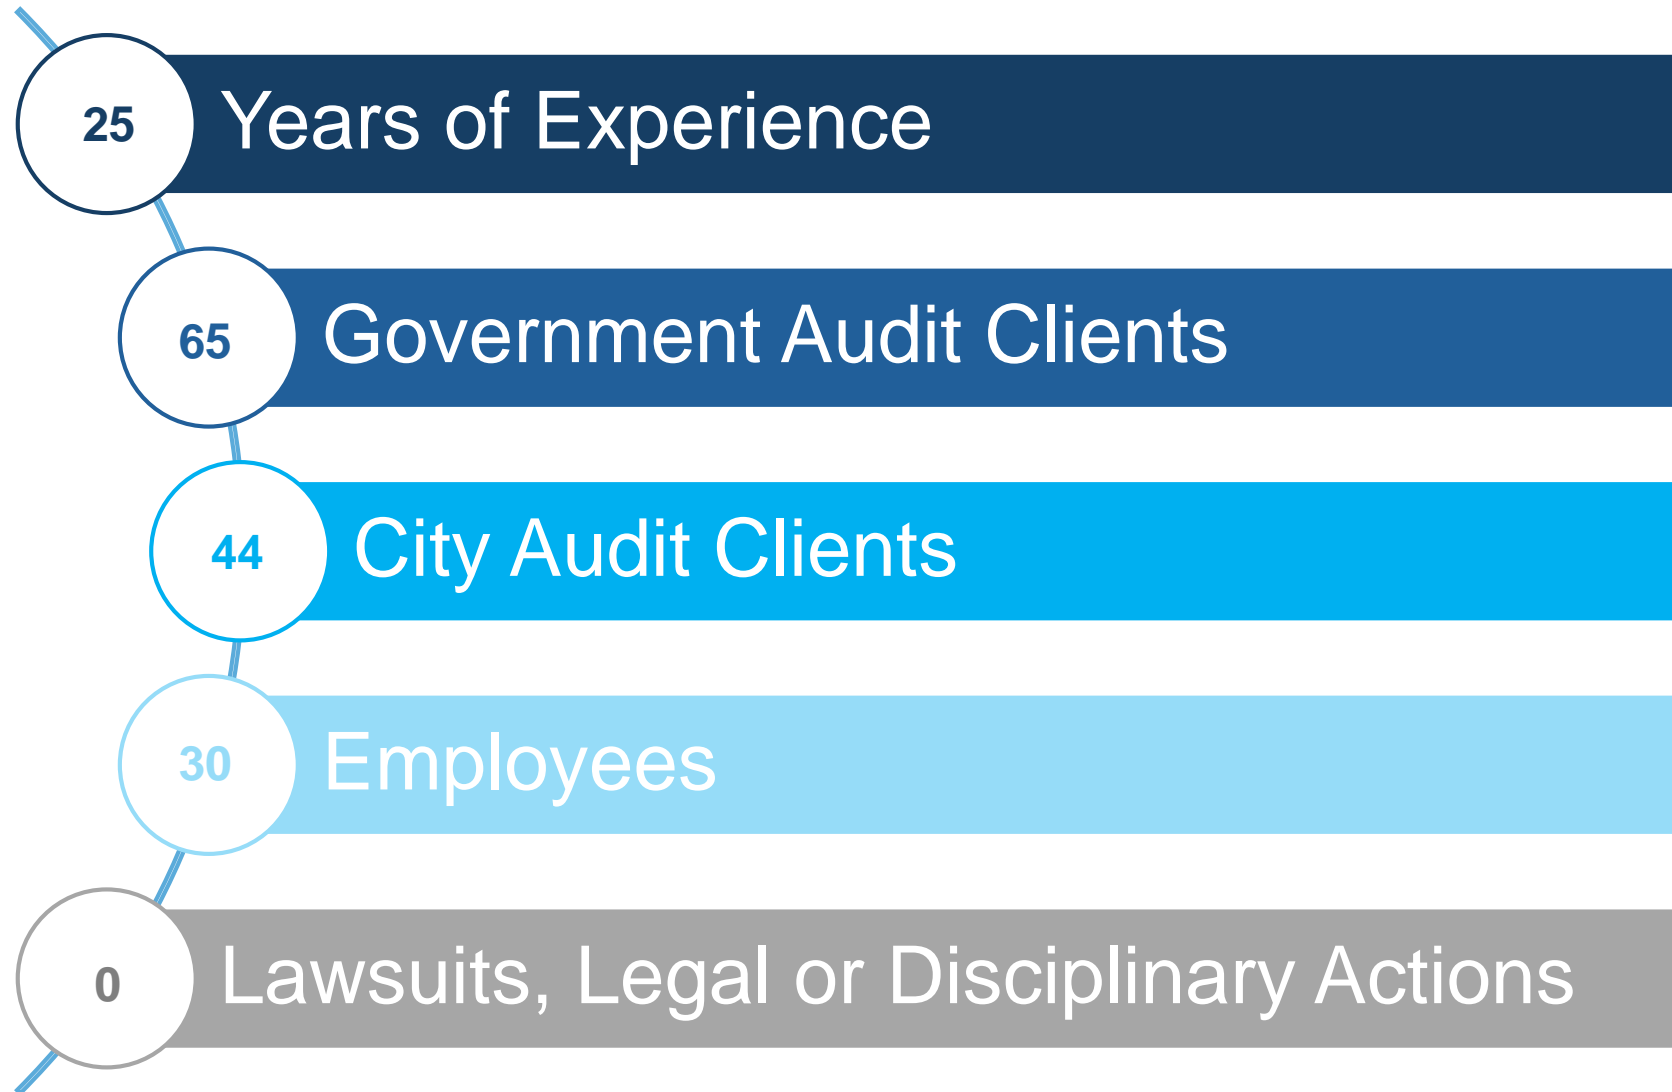 25 Years of Experience
65 Government Audit Clients
44 City Audit Clients
30 Employees
0 Lawsuits, Legal or Disciplinary Actions